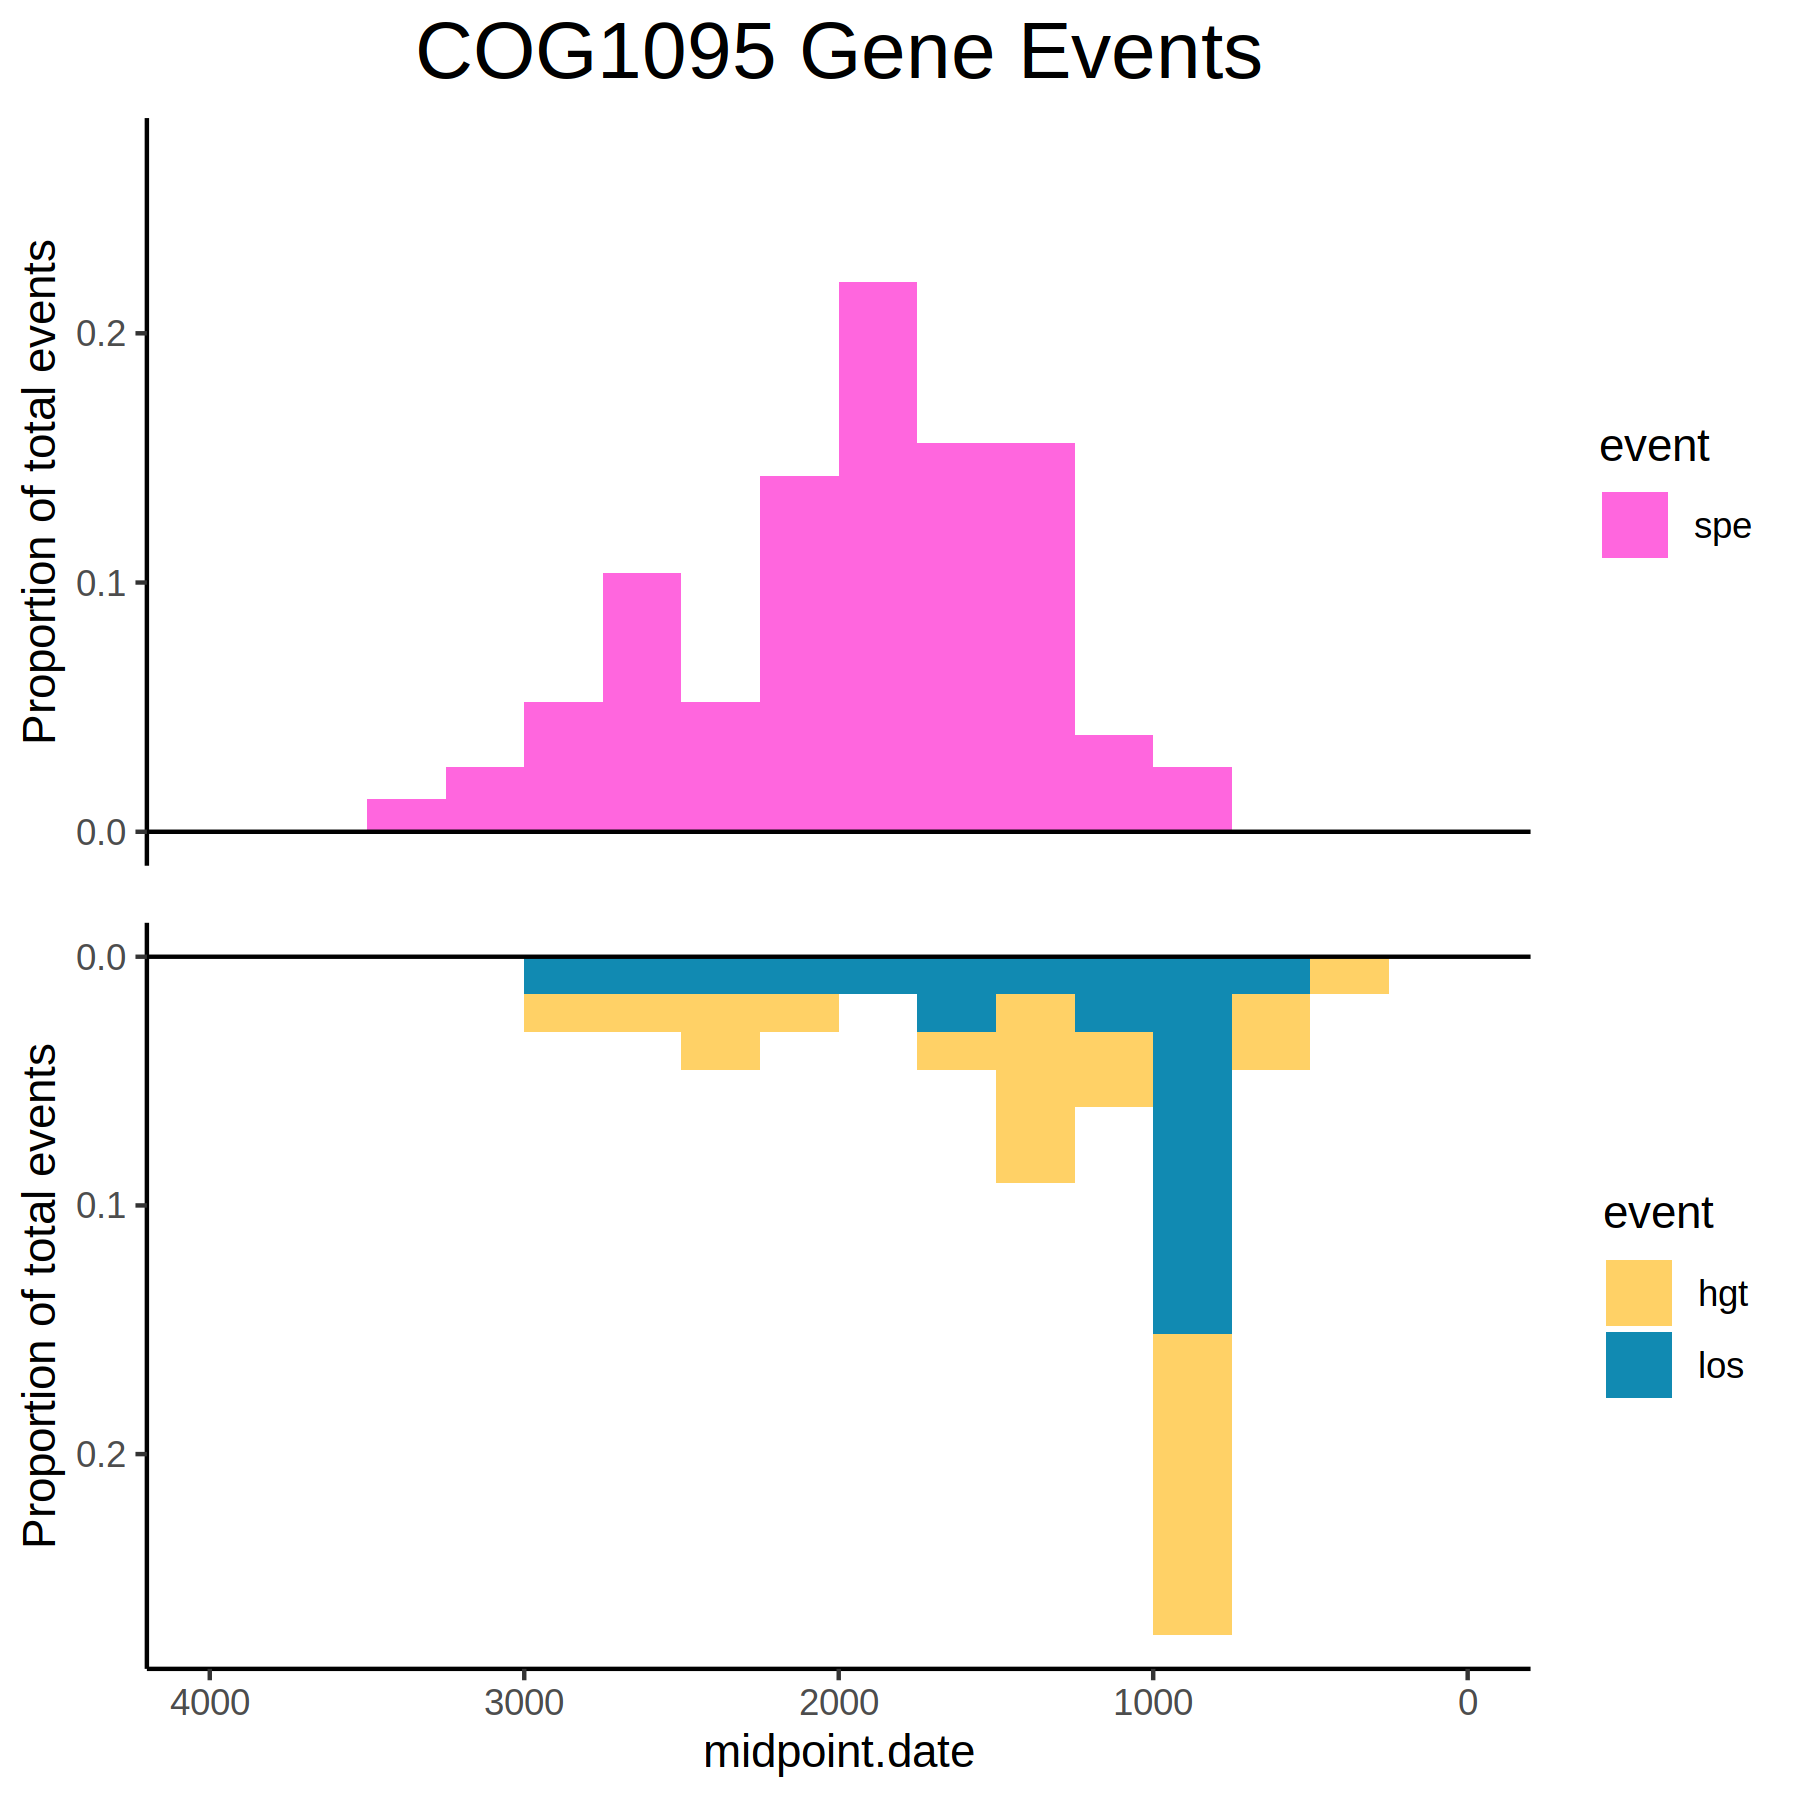 COG1095 Gene Events
Proportion of total events
0.2
0.1
0.0
event
spe
Proportion of total events
0.0
0.1
0.2
event
hgt
los
4000 3000 2000 1000 0
midpoint.date